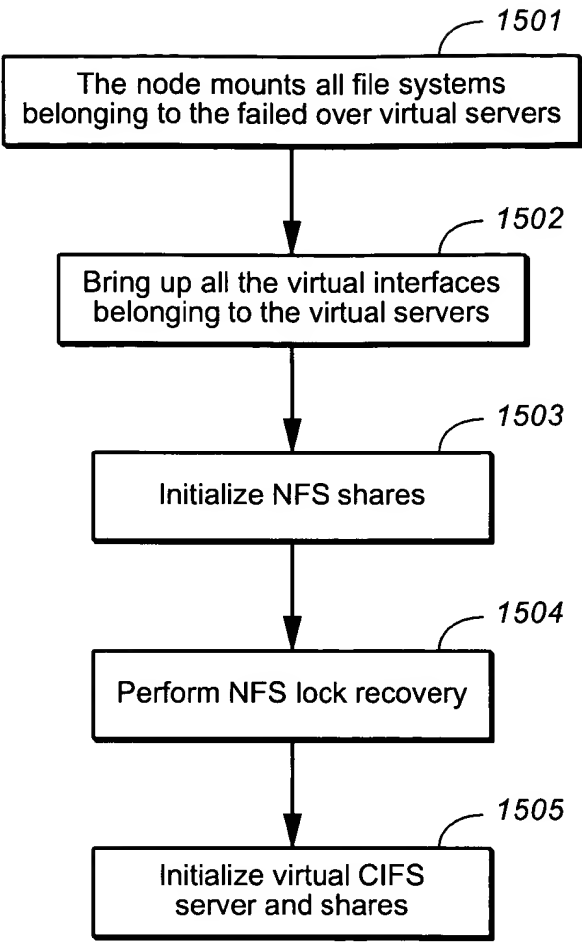 1501
The node mounts all file systems
belonging to the failed over virtual servers
1502
Bring up all the virtual interfaces
belonging to the virtual servers
1503
Initialize NFS shares
1504
Perform NFS lock recovery
1505
Initialize virtual CIFS
server and shares